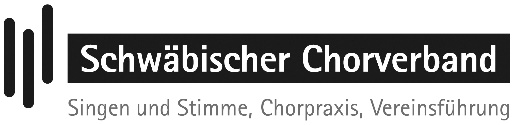 Schwäbischer Chorverband
Singen und Stimme, Chorpraxis, Vereinsführung